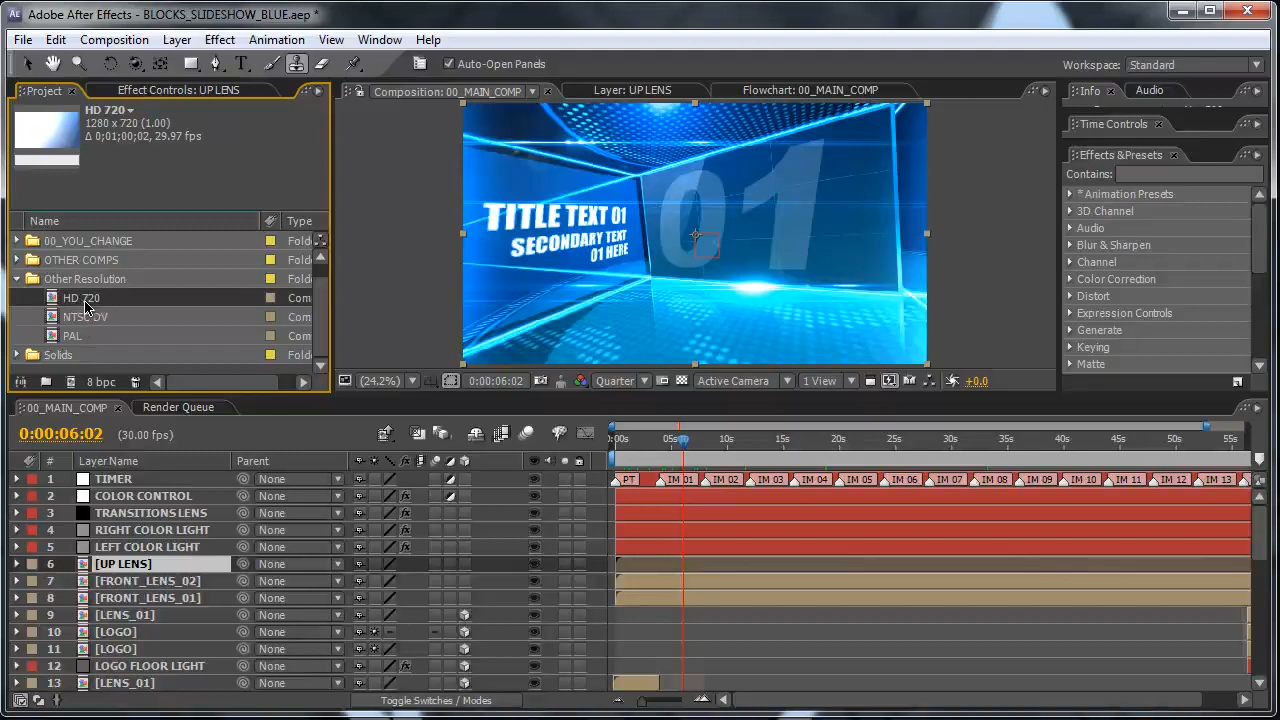 Adobe After Effects - BLOCKS_SLIDESHOW_BLUE.aep *
File Edit Composition Layer Effect Animation View Window Help
Auto-Open Panels
Workspace: Standard
Project
Effect Controls: UP LENS
Composition: 00_MAIN_COMP
Layer: UP LENS
Flowchart: 00_MAIN_COMP
Info
Audio
HD 720
1280 x 720 (1.00)
Δ 0;01;00;02, 29.97 fps
Time Controls
Effects & Presets
Contains:
* Animation Presets
3D Channel
Audio
Blur & Sharpen
Channel
Color Correction
Distort
Expression Controls
Generate
Keying
Matte
Name Type
00_YOU_CHANGE Fold
OTHER COMPS Fold
Other Resolution Fold
HD 720 Com
NTSC DV Com
PAL Com
Solids Fold
8 bpc
01
TITLE TEXT 01
SECONDARY TEXT
01 HERE
(24.2%) 0:00:06:02 Quarter Active Camera 1 View +0.0
00_MAIN_COMP
Render Queue
0:00:06:02 (30.00 fps)
0:00s 05s 10s 15s 20s 25s 30s 35s 40s 45s 50s 55s
# Layer Name Parent
1 TIMER None
PT IM 01 IM 02 IM 03 IM 04 IM 05 IM 06 IM 07 IM 08 IM 09 IM 10 IM 11 IM 12 IM 13
2 COLOR CONTROL None
3 TRANSITIONS LENS None
4 RIGHT COLOR LIGHT None
5 LEFT COLOR LIGHT None
6 [UP LENS] None
7 [FRONT_LENS_02] None
8 [FRONT_LENS_01] None
9 [LENS_01] None
10 [LOGO] None
11 [LOGO] None
12 LOGO FLOOR LIGHT None
13 [LENS_01] None
Toggle Switches / Modes